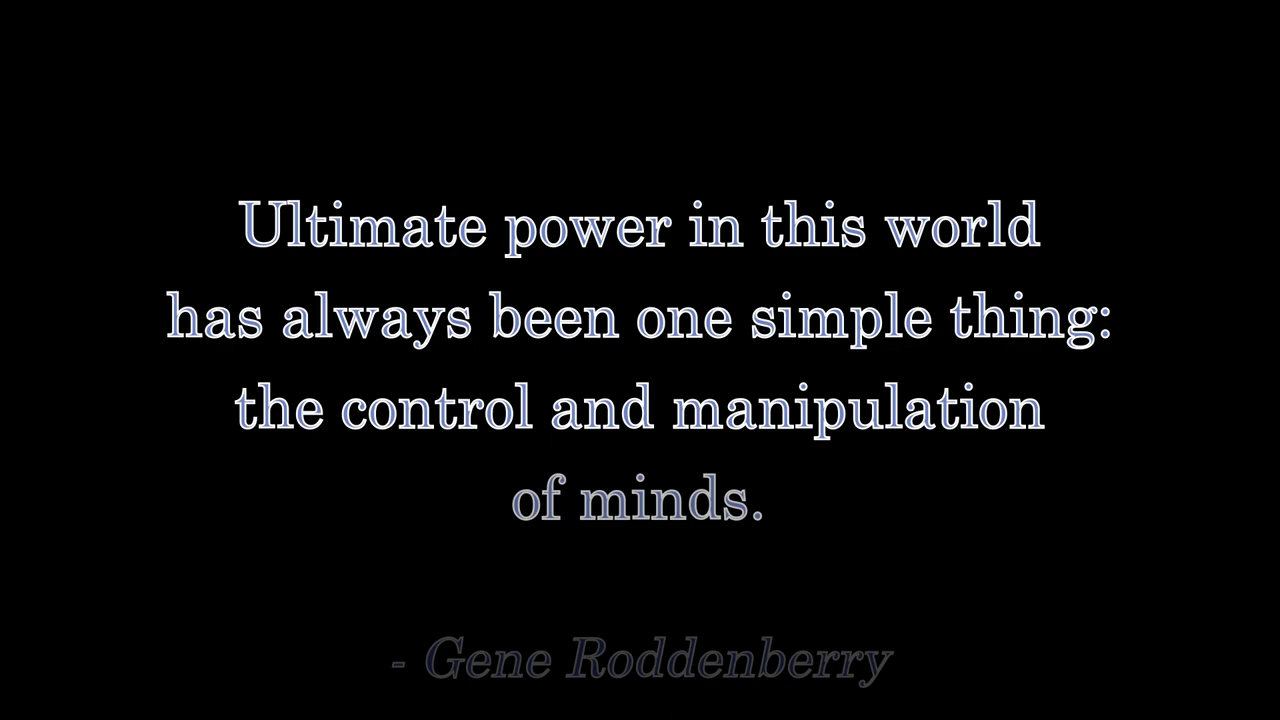 Ultimate power in this world
has always been one simple thing:
the control and manipulation
of minds.
- Gene Roddenberry